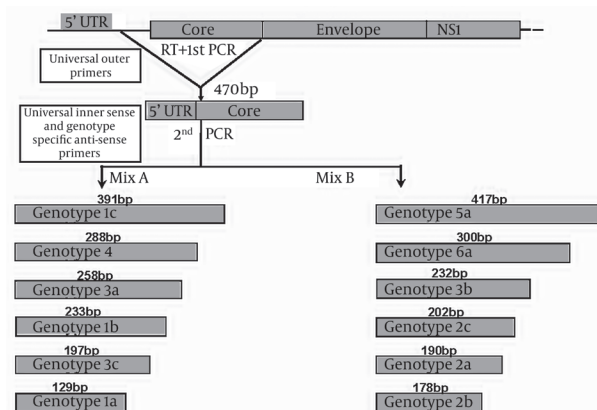 5' UTR
Core
Envelope
NS1
RT+1st PCR
Universal outer
primers
470bp
5' UTR
Core
Universal inner sense
and genotype
specific anti-sense
primers
2nd PCR
Mix A
Mix B
391bp
Genotype 1c
288bp
Genotype 4
258bp
Genotype 3a
233bp
Genotype 1b
197bp
Genotype 3c
129bp
Genotype 1a
417bp
Genotype 5a
300bp
Genotype 6a
232bp
Genotype 3b
202bp
Genotype 2c
190bp
Genotype 2a
178bp
Genotype 2b